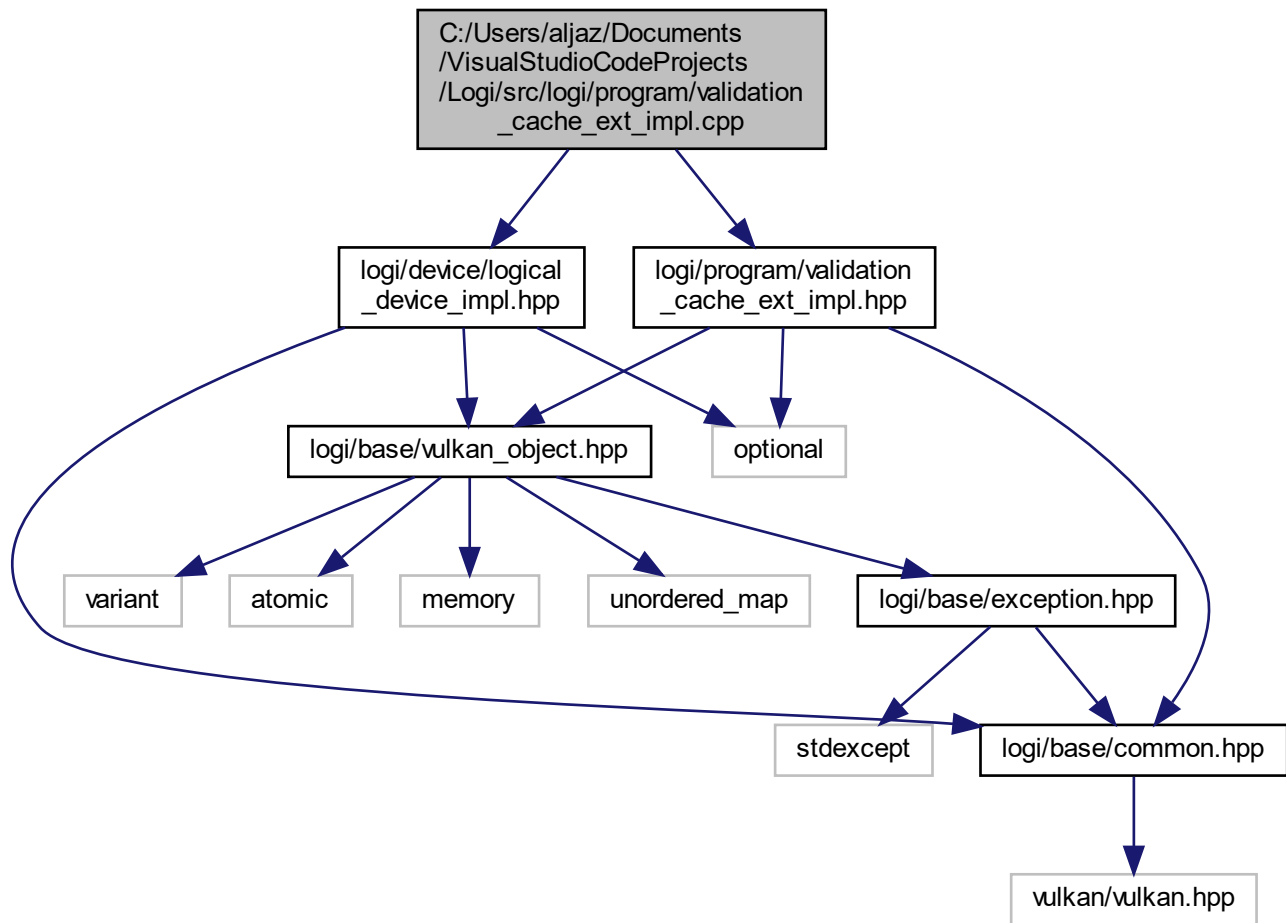 C:/Users/aljaz/Documents
/VisualStudioCodeProjects
/Logi/src/logi/program/validation
_cache_ext_impl.cpp
logi/device/logical
_device_impl.hpp
logi/program/validation
_cache_ext_impl.hpp
logi/base/vulkan_object.hpp
optional
variant
atomic
memory
unordered_map
logi/base/exception.hpp
stdexcept
logi/base/common.hpp
vulkan/vulkan.hpp